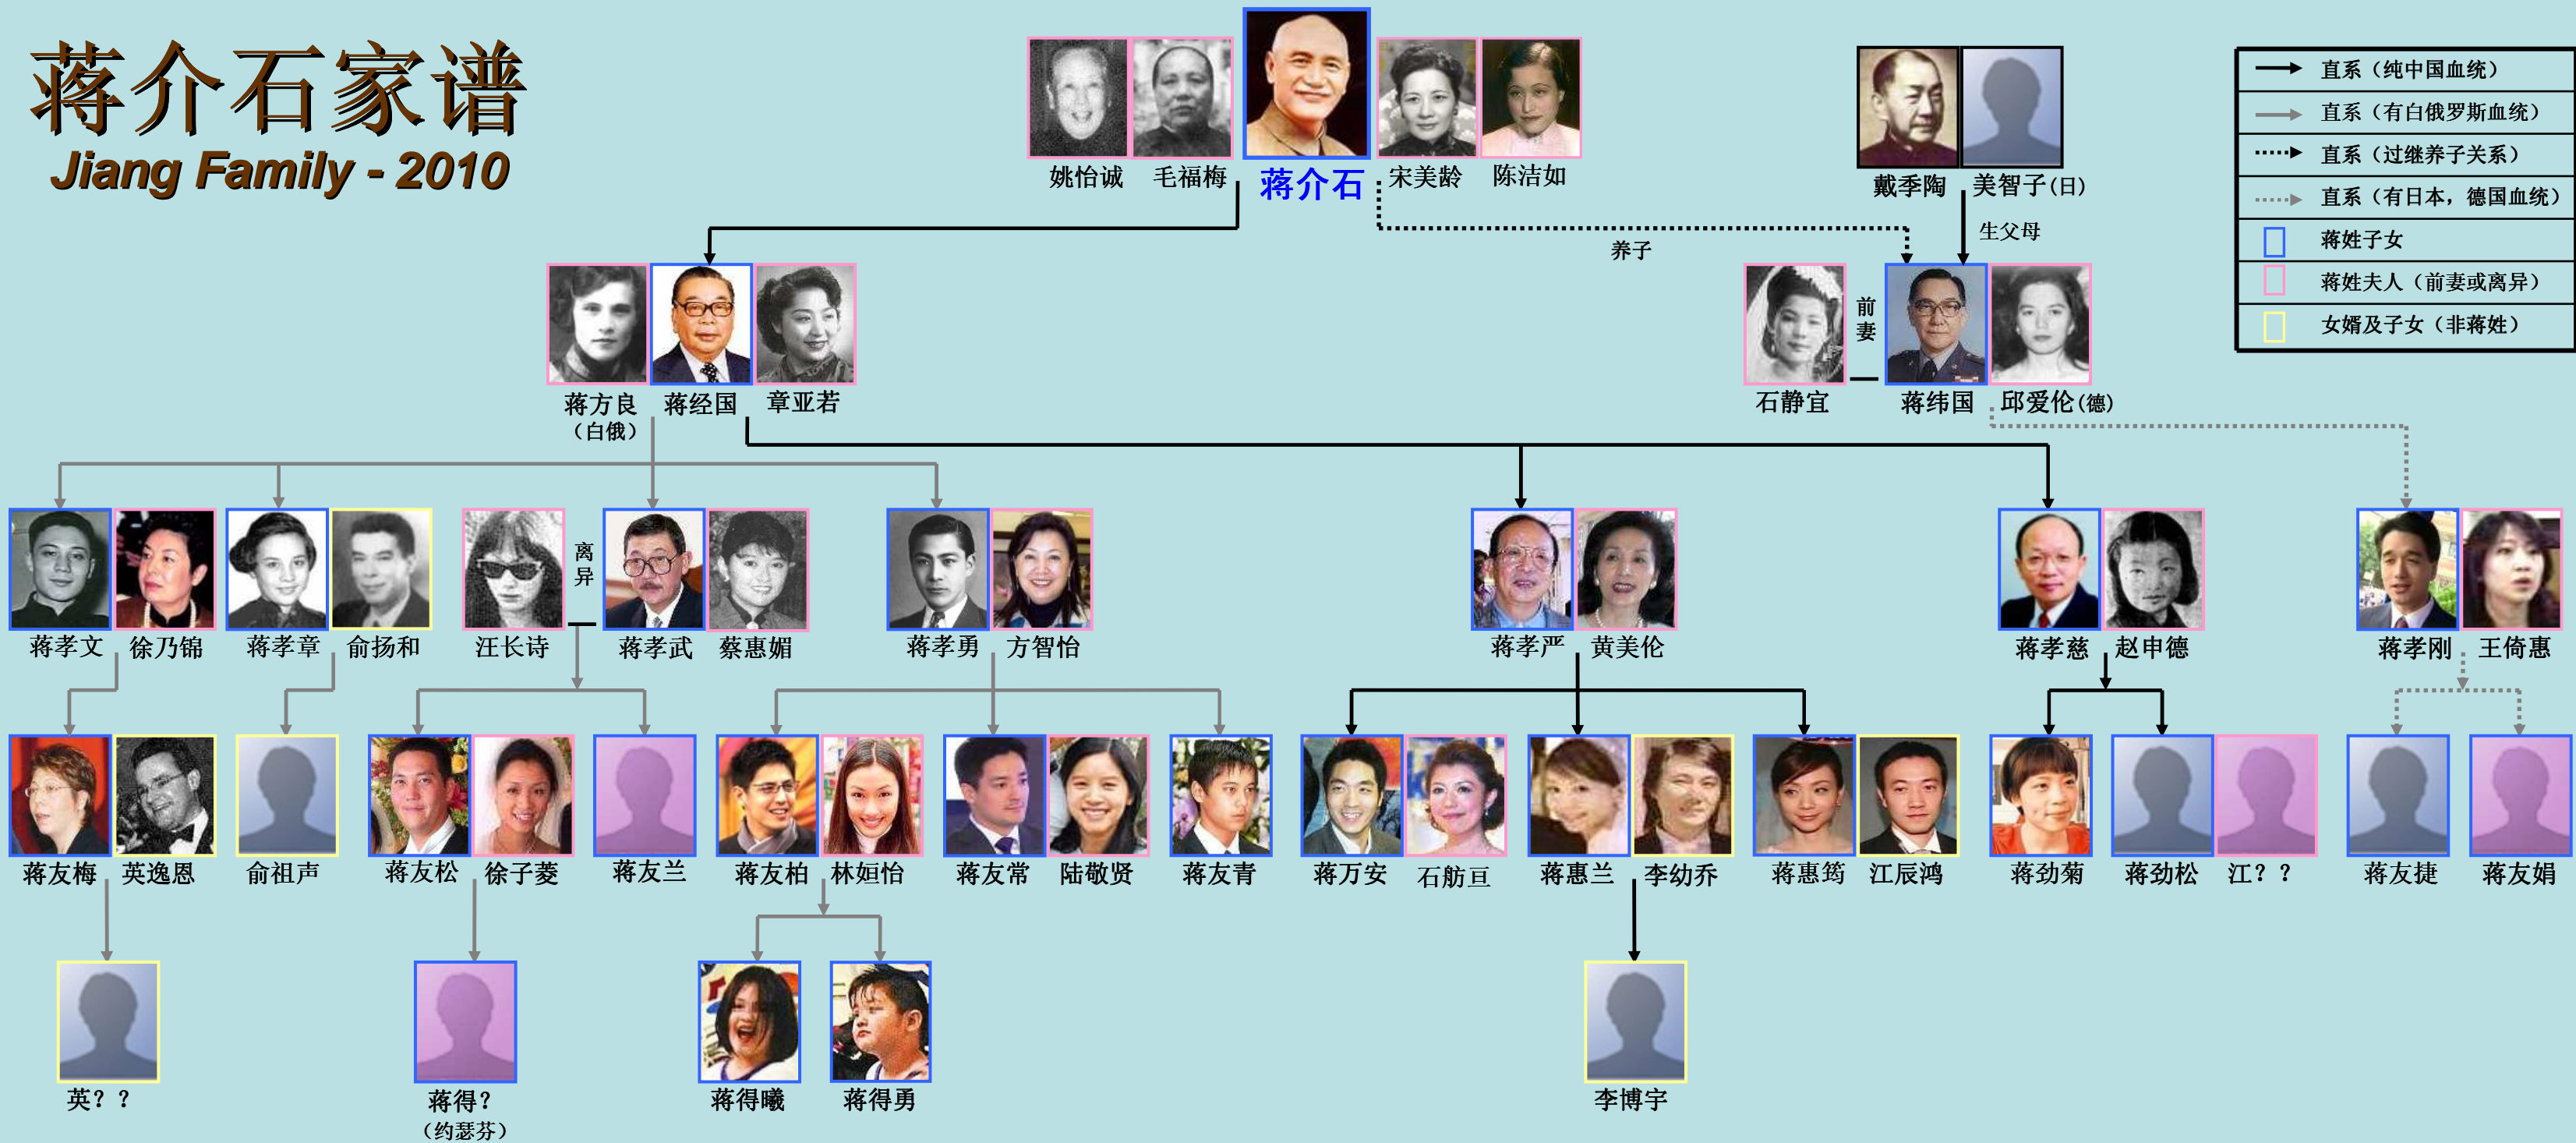 蒋介石家谱
Jiang Family - 2010
姚怡诚
毛福梅
蒋介石
宋美龄
陈洁如
戴季陶
美智子(日)
直系（纯中国血统）
直系（有白俄罗斯血统）
直系（过继养子关系）
直系（有日本，德国血统）
蒋姓子女
蒋姓夫人（前妻或离异）
女婿及子女（非蒋姓）
养子
生父母
蒋方良
（白俄）
蒋经国
章亚若
石静宜
前妻
蒋纬国
邱爱伦(德)
蒋孝文
徐乃锦
蒋孝章
俞扬和
汪长诗
离异
蒋孝武
蔡惠媚
蒋孝勇
方智怡
蒋孝严
黄美伦
蒋孝慈
赵申德
蒋孝刚
王倚惠
蒋友梅
英逸恩
俞祖声
蒋友松
徐子菱
蒋友兰
蒋友柏
林姮怡
蒋友常
陆敬贤
蒋友青
蒋万安
石舫亘
蒋惠兰
李幼乔
蒋惠筠
江辰鸿
蒋劲菊
蒋劲松
江？？
蒋友捷
蒋友娟
英？？
蒋得？
（约瑟芬）
蒋得曦
蒋得勇
李博宇